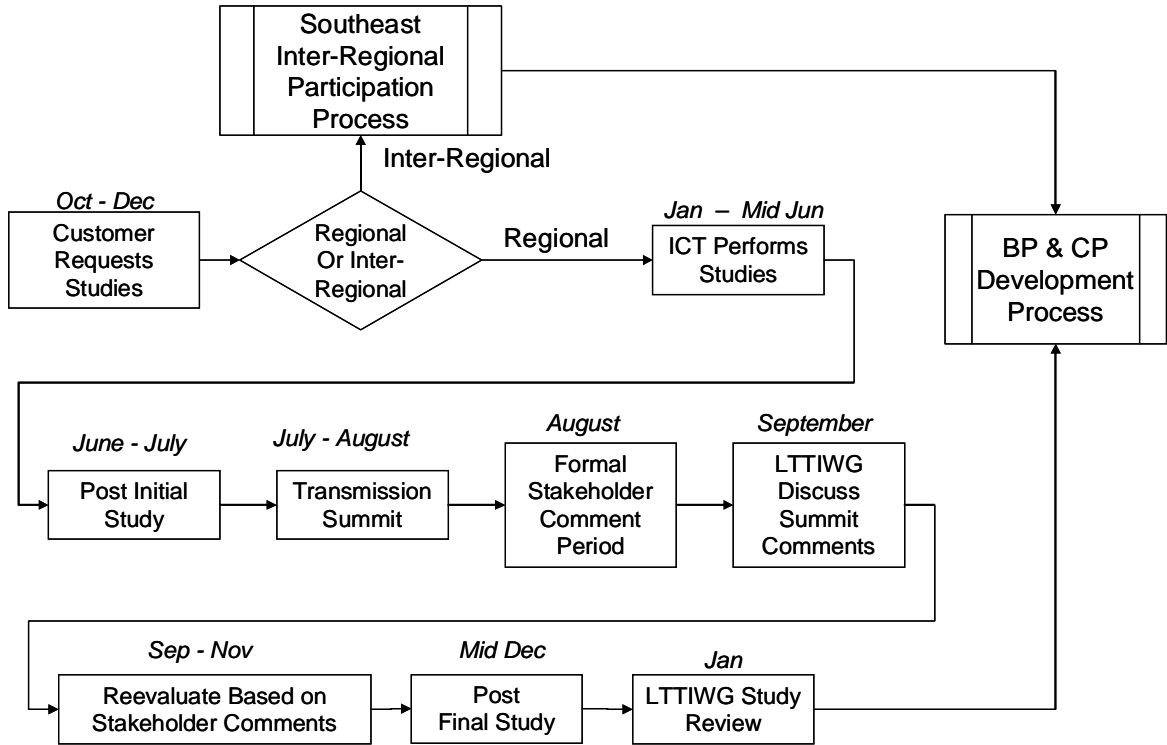 Southeast
Inter-Regional
Participation
Process
Inter-Regional
Oct - Dec
Customer
Requests
Studies
Regional
Or Inter-
Regional
Regional
Jan – Mid Jun
ICT Performs
Studies
BP & CP
Development
Process
June - July
Post Initial
Study
July - August
Transmission
Summit
August
Formal
Stakeholder
Comment
Period
September
LTTIWG
Discuss
Summit
Comments
Sep - Nov
Reevaluate Based on
Stakeholder Comments
Mid Dec
Post
Final Study
Jan
LTTIWG Study
Review